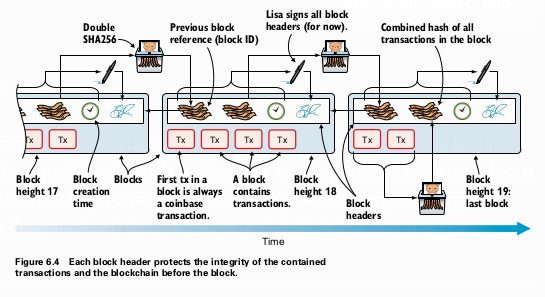 Double
SHA256
Previous block
reference (block ID)
Lisa signs all block
headers (for now).
Combined hash of all
transactions in the block
Tx
Tx
Tx
Tx
Tx
Tx
Tx
Tx
Block
height 17
Block
creation
time
Blocks
First tx in a
block is always
a coinbase
transaction.
A block
contains
transactions.
Block
height 18
Block
headers
Block
height 19:
last block
Time
Figure 6.4 Each block header protects the integrity of the contained
transactions and the blockchain before the block.